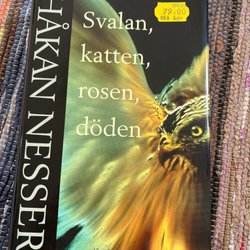 HÅKAN NESSER
Svalan,
katten,
rosen,
döden
79:00